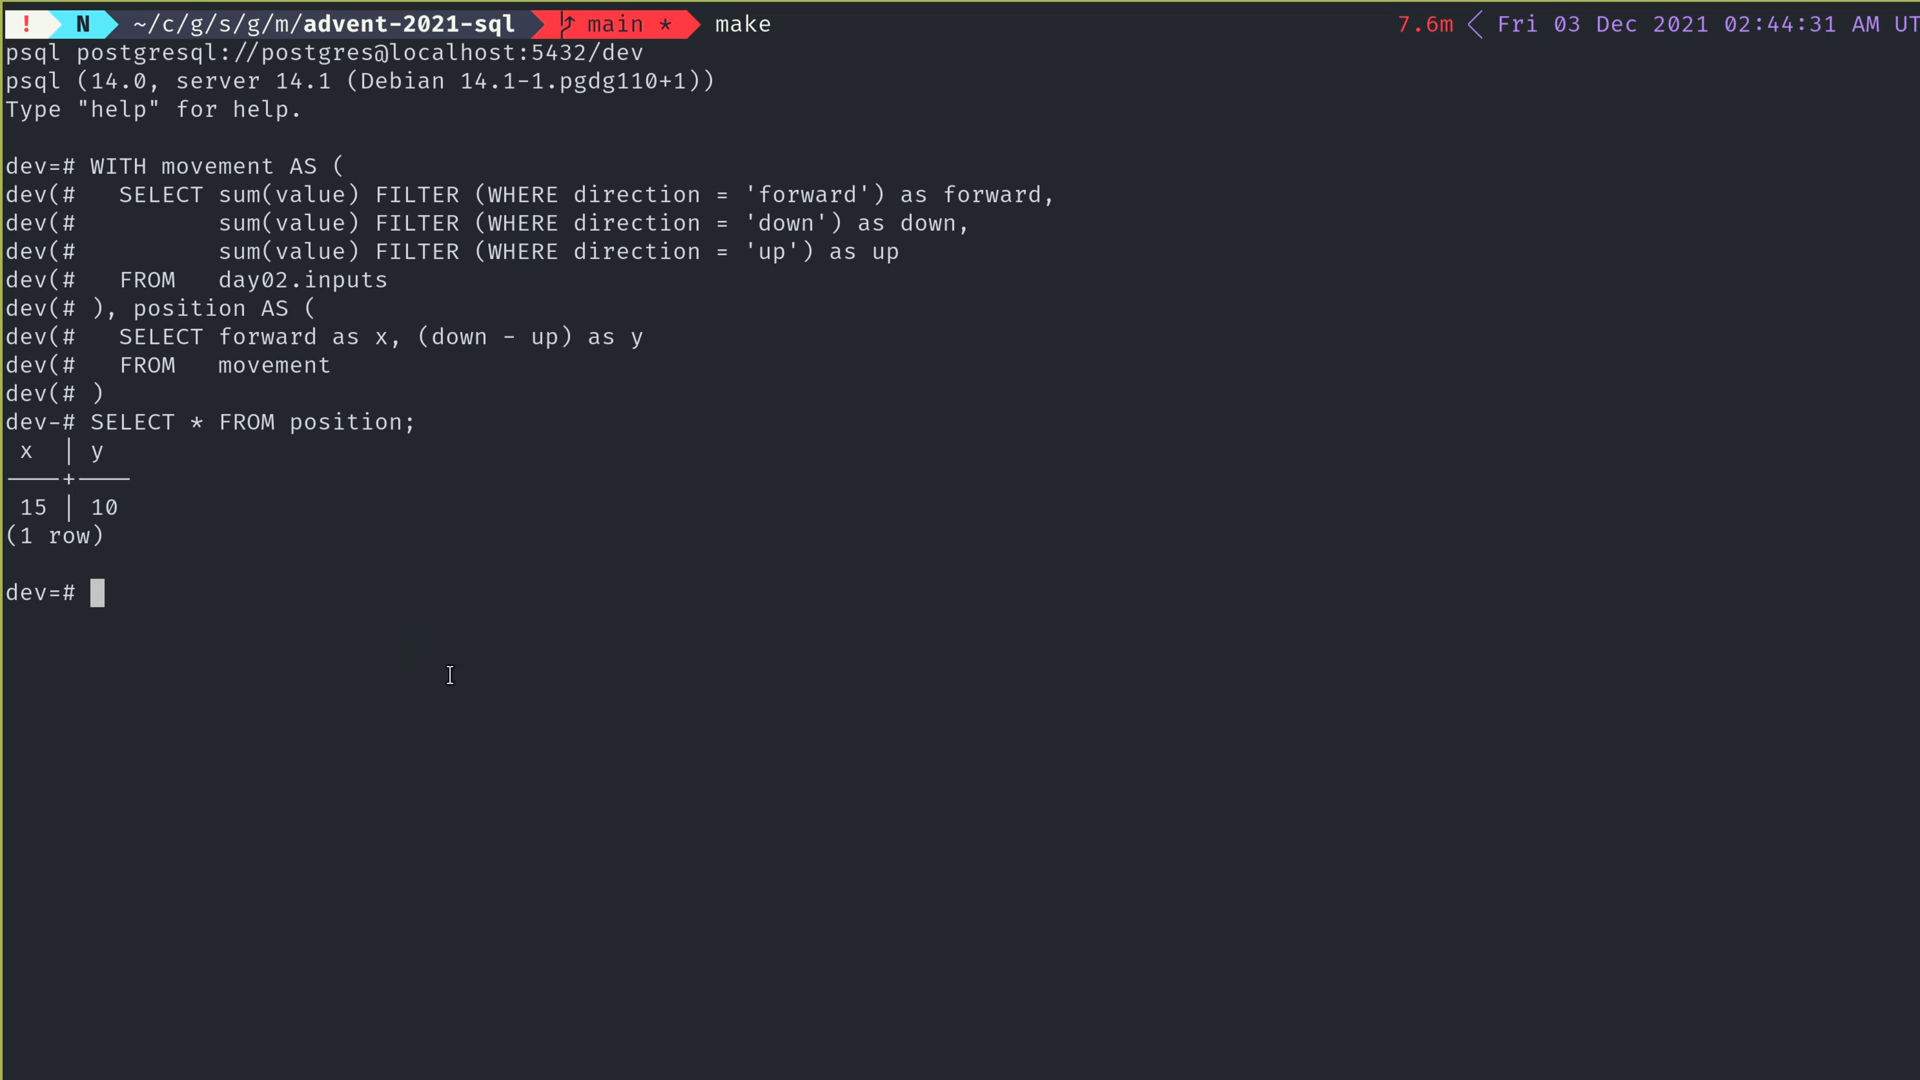 ! N ~/c/g/s/g/m/advent-2021-sql main * make 7.6m Fri 03 Dec 2021 02:44:31 AM UT
psql postgresql://postgres@localhost:5432/dev
psql (14.0, server 14.1 (Debian 14.1-1.pgdg110+1))
Type "help" for help.
dev=# WITH movement AS (
dev(#   SELECT sum(value) FILTER (WHERE direction = 'forward') as forward,
dev(#          sum(value) FILTER (WHERE direction = 'down') as down,
dev(#          sum(value) FILTER (WHERE direction = 'up') as up
dev(#   FROM   day02.inputs
dev(# ), position AS (
dev(#   SELECT forward as x, (down - up) as y
dev(#   FROM   movement
dev(# )
dev-# SELECT * FROM position;
 x  | y
----+----
 15 | 10
(1 row)
dev=#